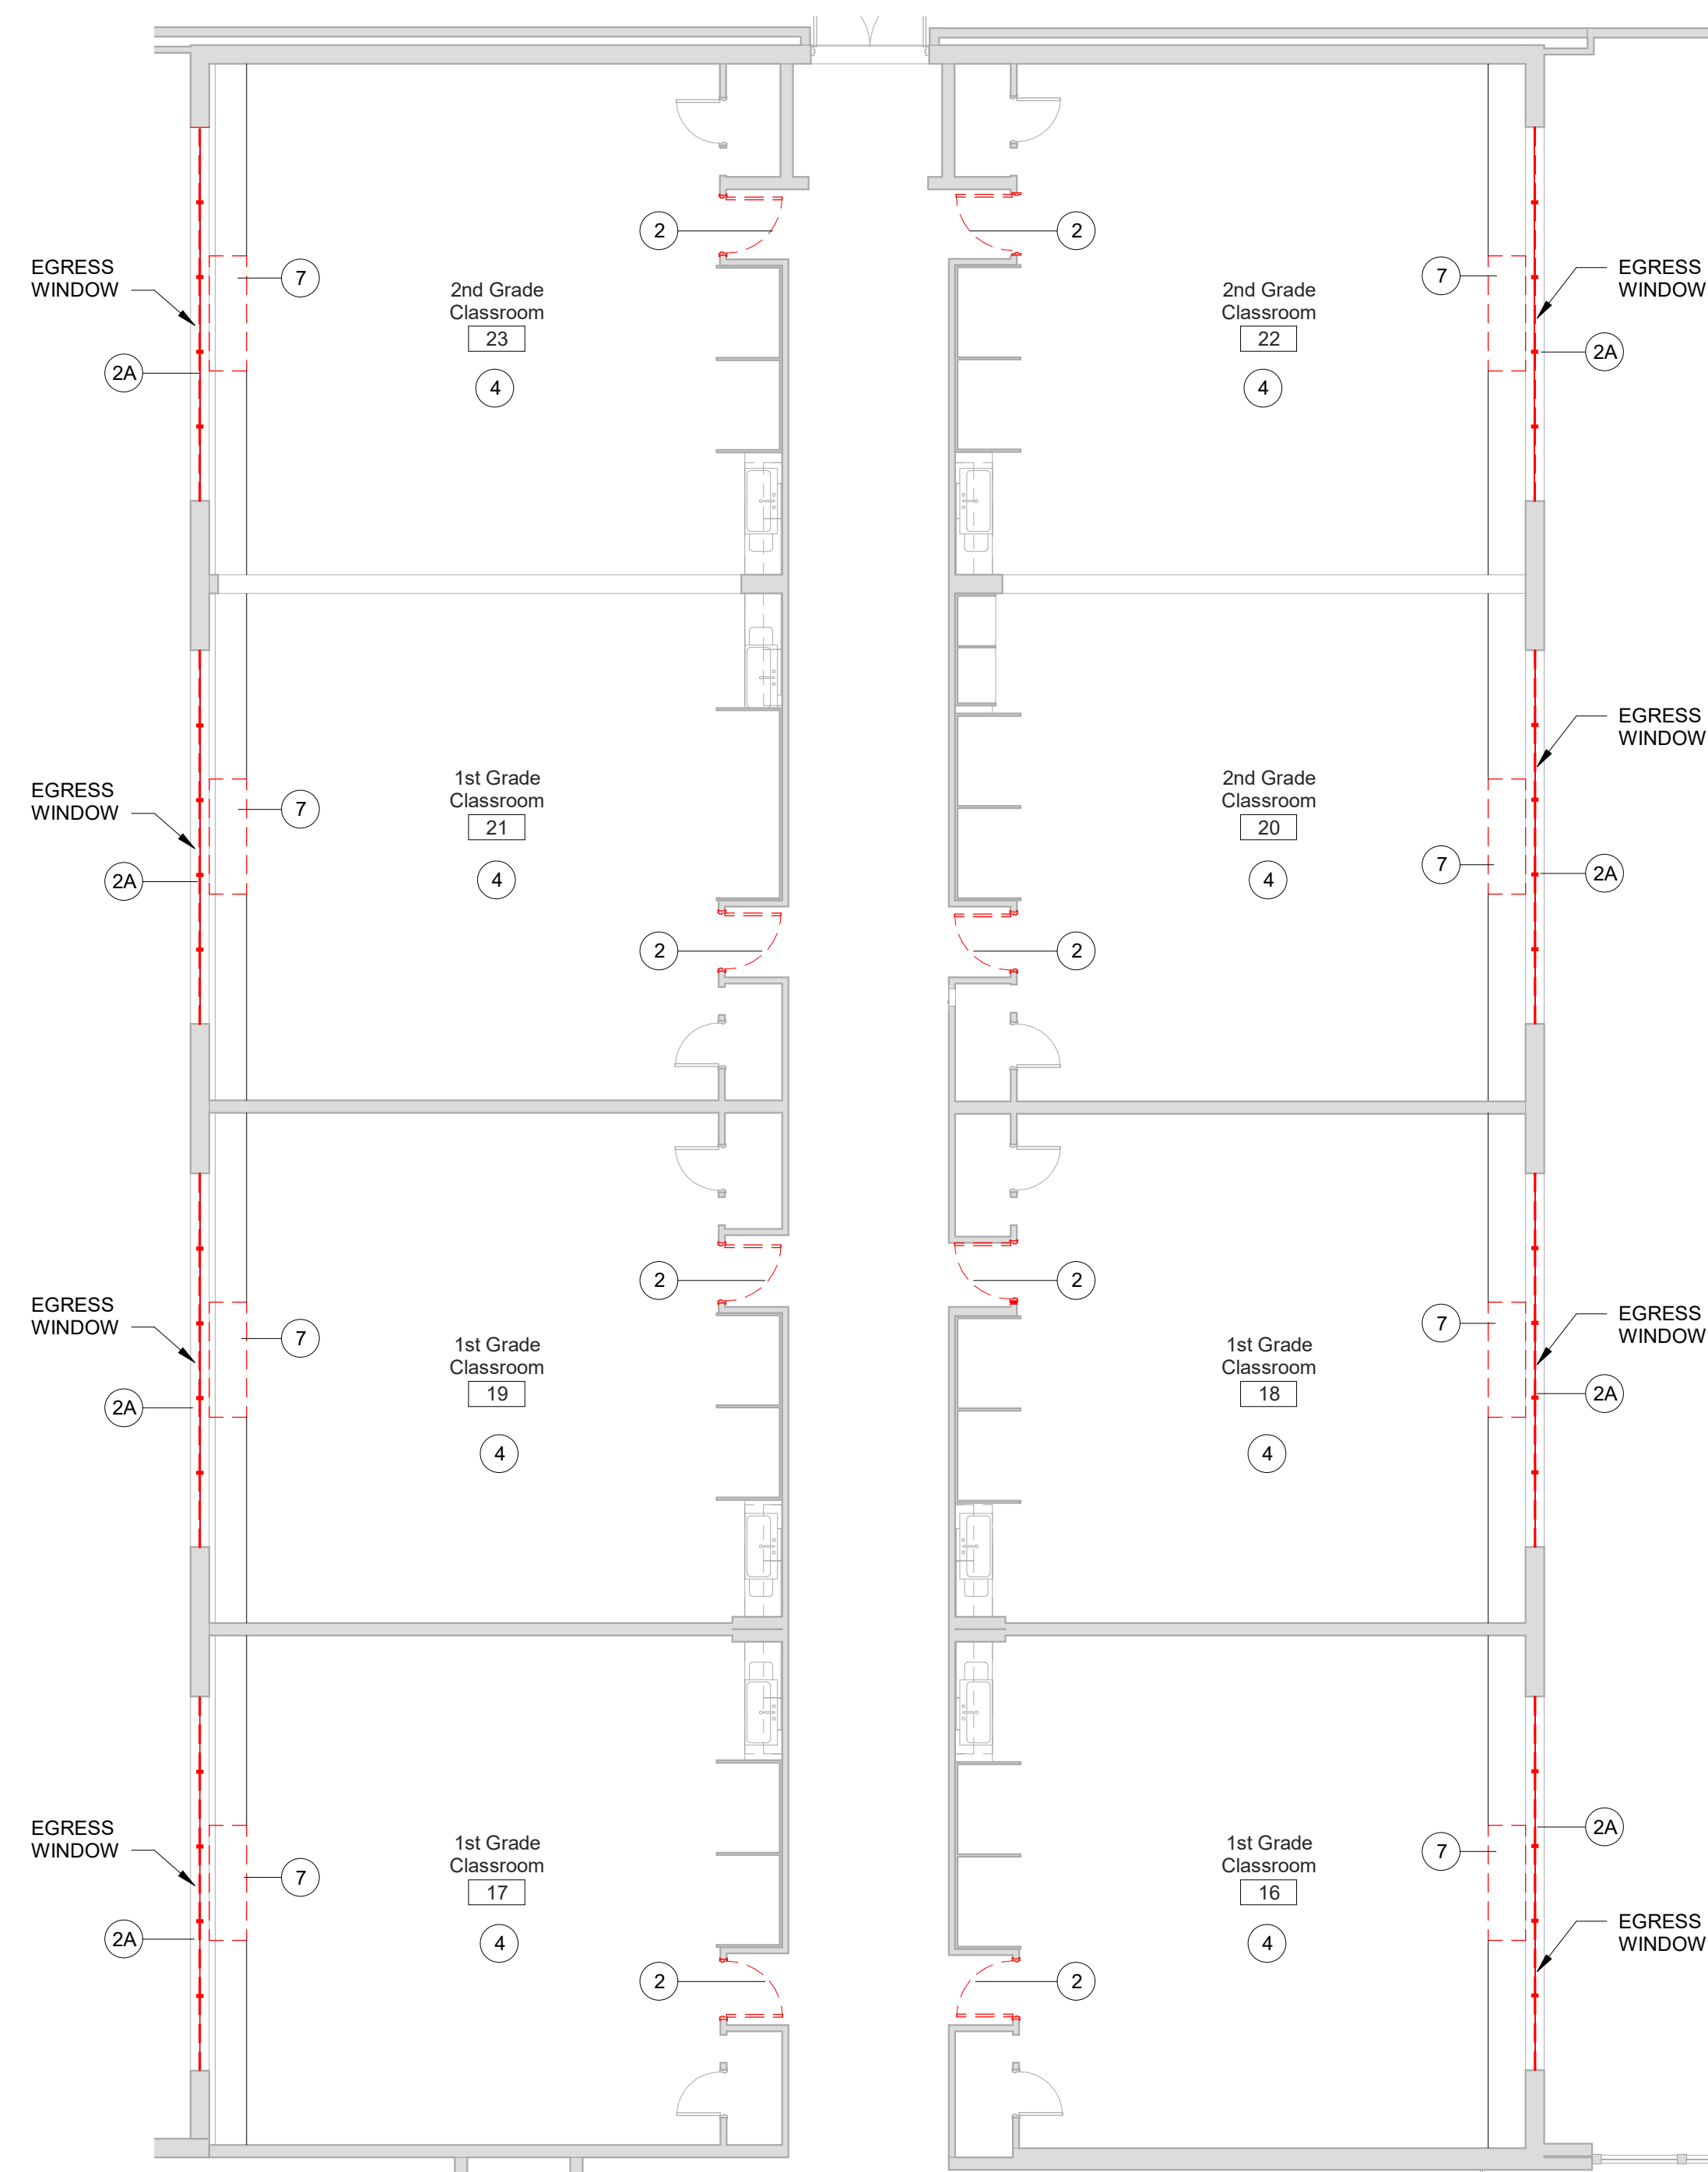 2
2
EGRESS
WINDOW
7
2nd Grade
Classroom
23
4
2A
2nd Grade
Classroom
22
4
7
EGRESS
WINDOW
2A
EGRESS
WINDOW
7
1st Grade
Classroom
21
4
2A
2
2nd Grade
Classroom
20
4
7
EGRESS
WINDOW
2A
2
EGRESS
WINDOW
7
1st Grade
Classroom
19
4
2A
2
2
1st Grade
Classroom
18
4
7
EGRESS
WINDOW
2A
EGRESS
WINDOW
7
1st Grade
Classroom
17
4
2A
2
1st Grade
Classroom
16
4
7
2A
EGRESS
WINDOW
2